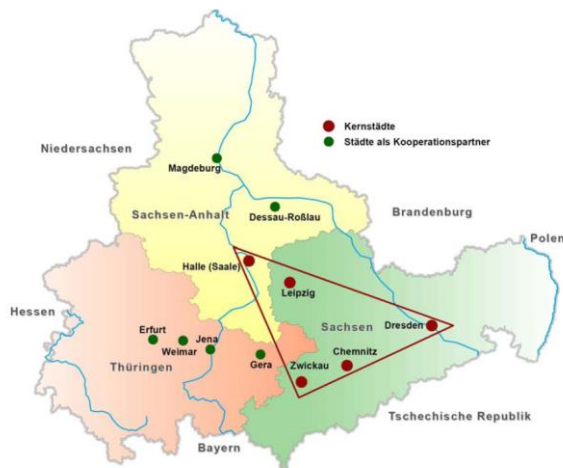 Kernstädte
Städte als Kooperationspartner
Niedersachsen
Magdeburg
Sachsen-Anhalt
Dessau-Roßlau
Brandenburg
Polen
Halle (Saale)
Leipzig
Hessen
Sachsen
Dresden
Erfurt
Weimar
Jena
Gera
Chemnitz
Zwickau
Thüringen
Tschechische Republik
Bayern